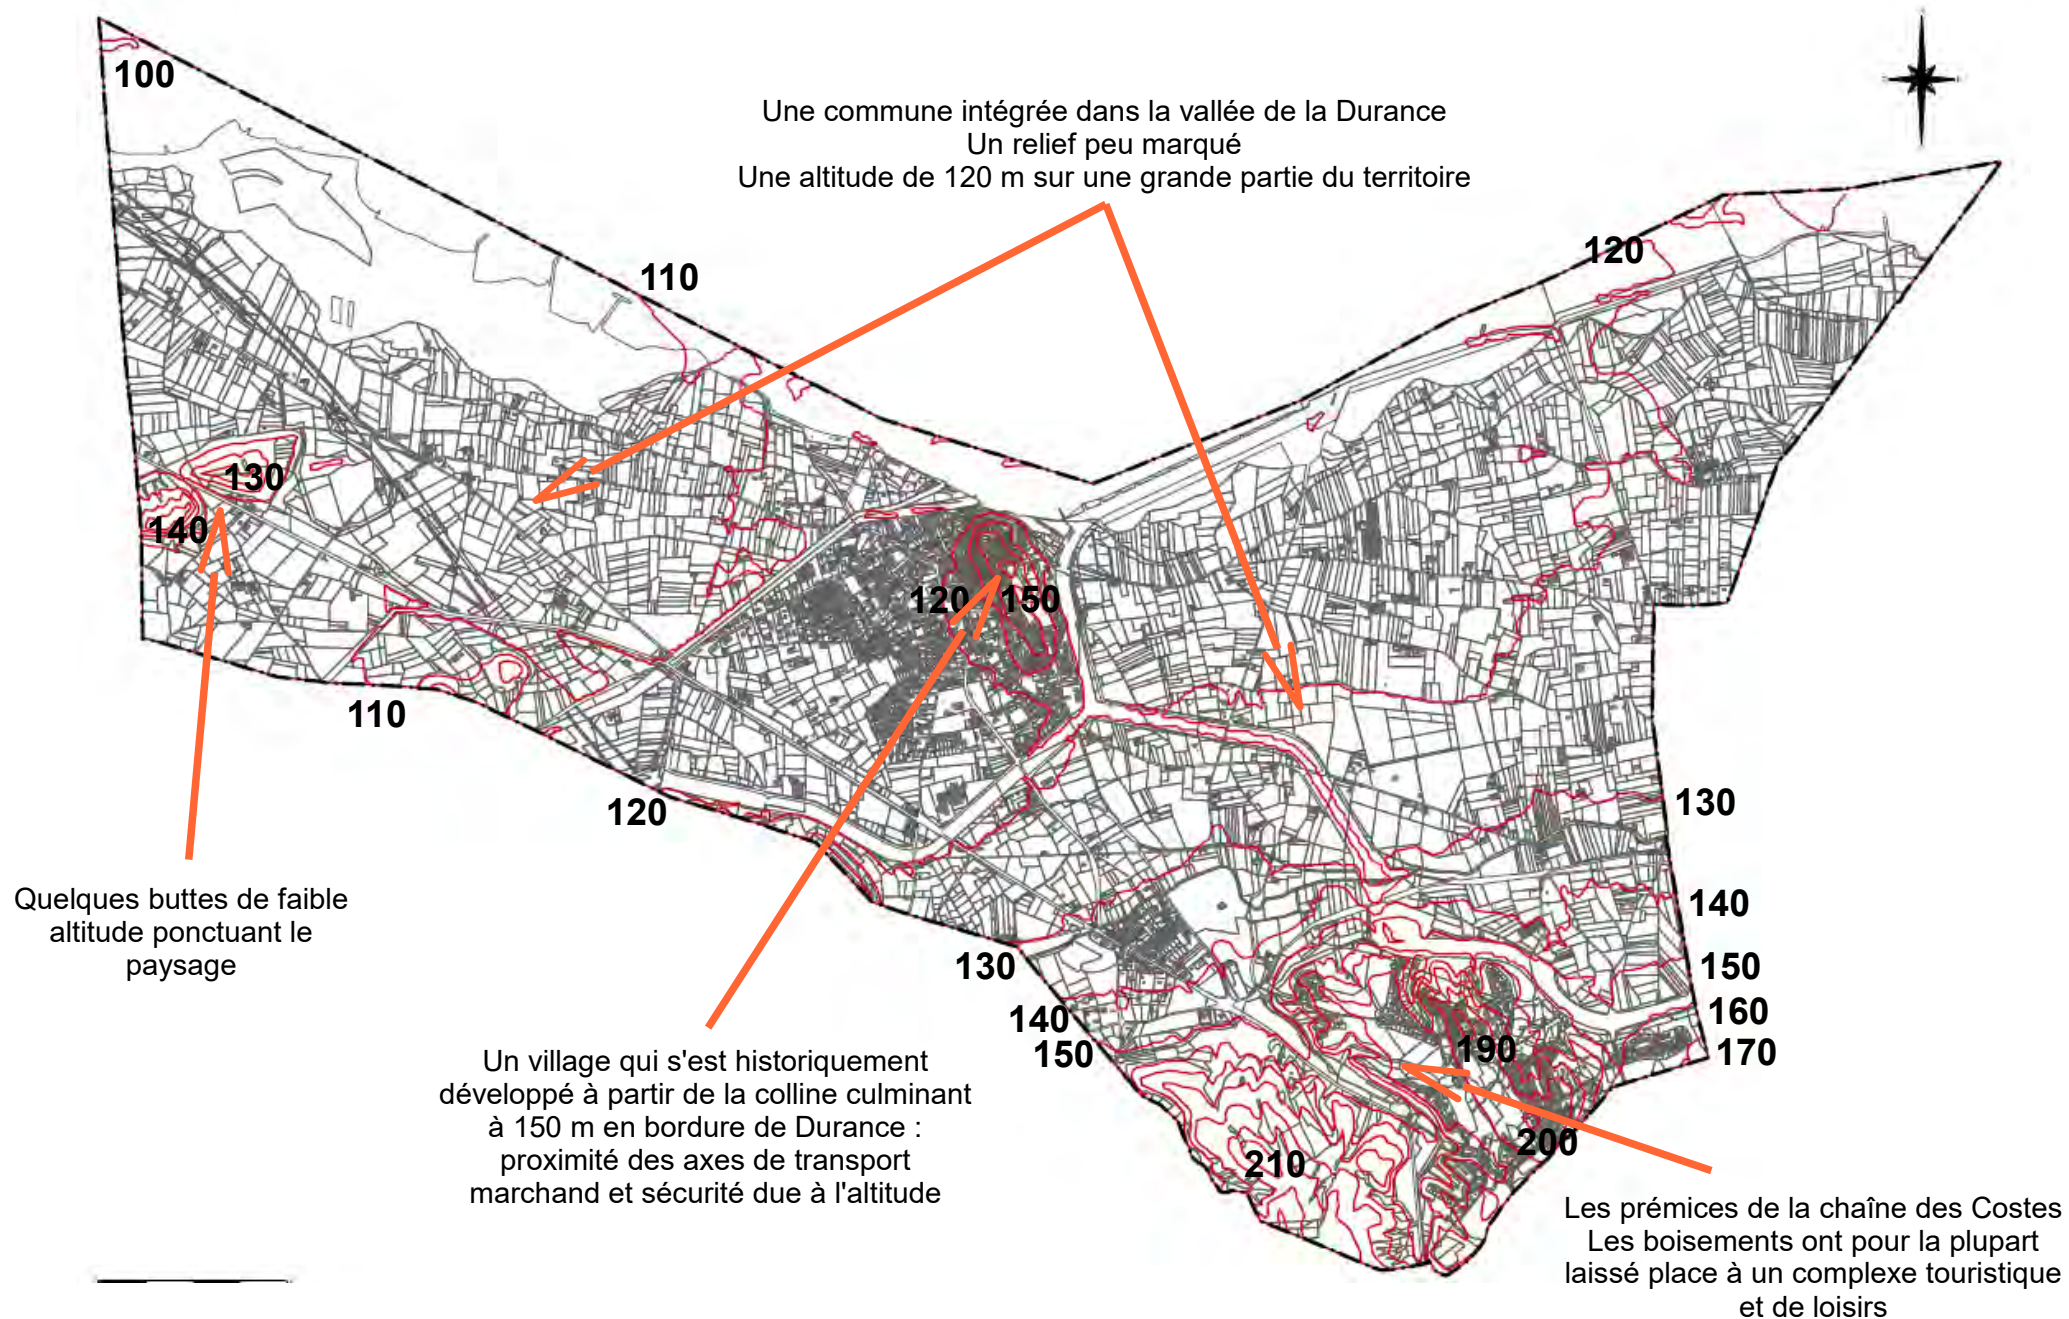 100
Une commune intégrée dans la vallée de la Durance
Un relief peu marqué
Une altitude de 120 m sur une grande partie du territoire
120
110
130
140
120
150
110
120
130
Quelques buttes de faible
altitude ponctuant le
paysage
140
130
150
140
160
150
170
190
Un village qui s'est historiquement
développé à partir de la colline culminant
à 150 m en bordure de Durance :
proximité des axes de transport
marchand et sécurité due à l'altitude
200
210
Les prémices de la chaîne des Costes
Les boisements ont pour la plupart
laissé place à un complexe touristique
et de loisirs